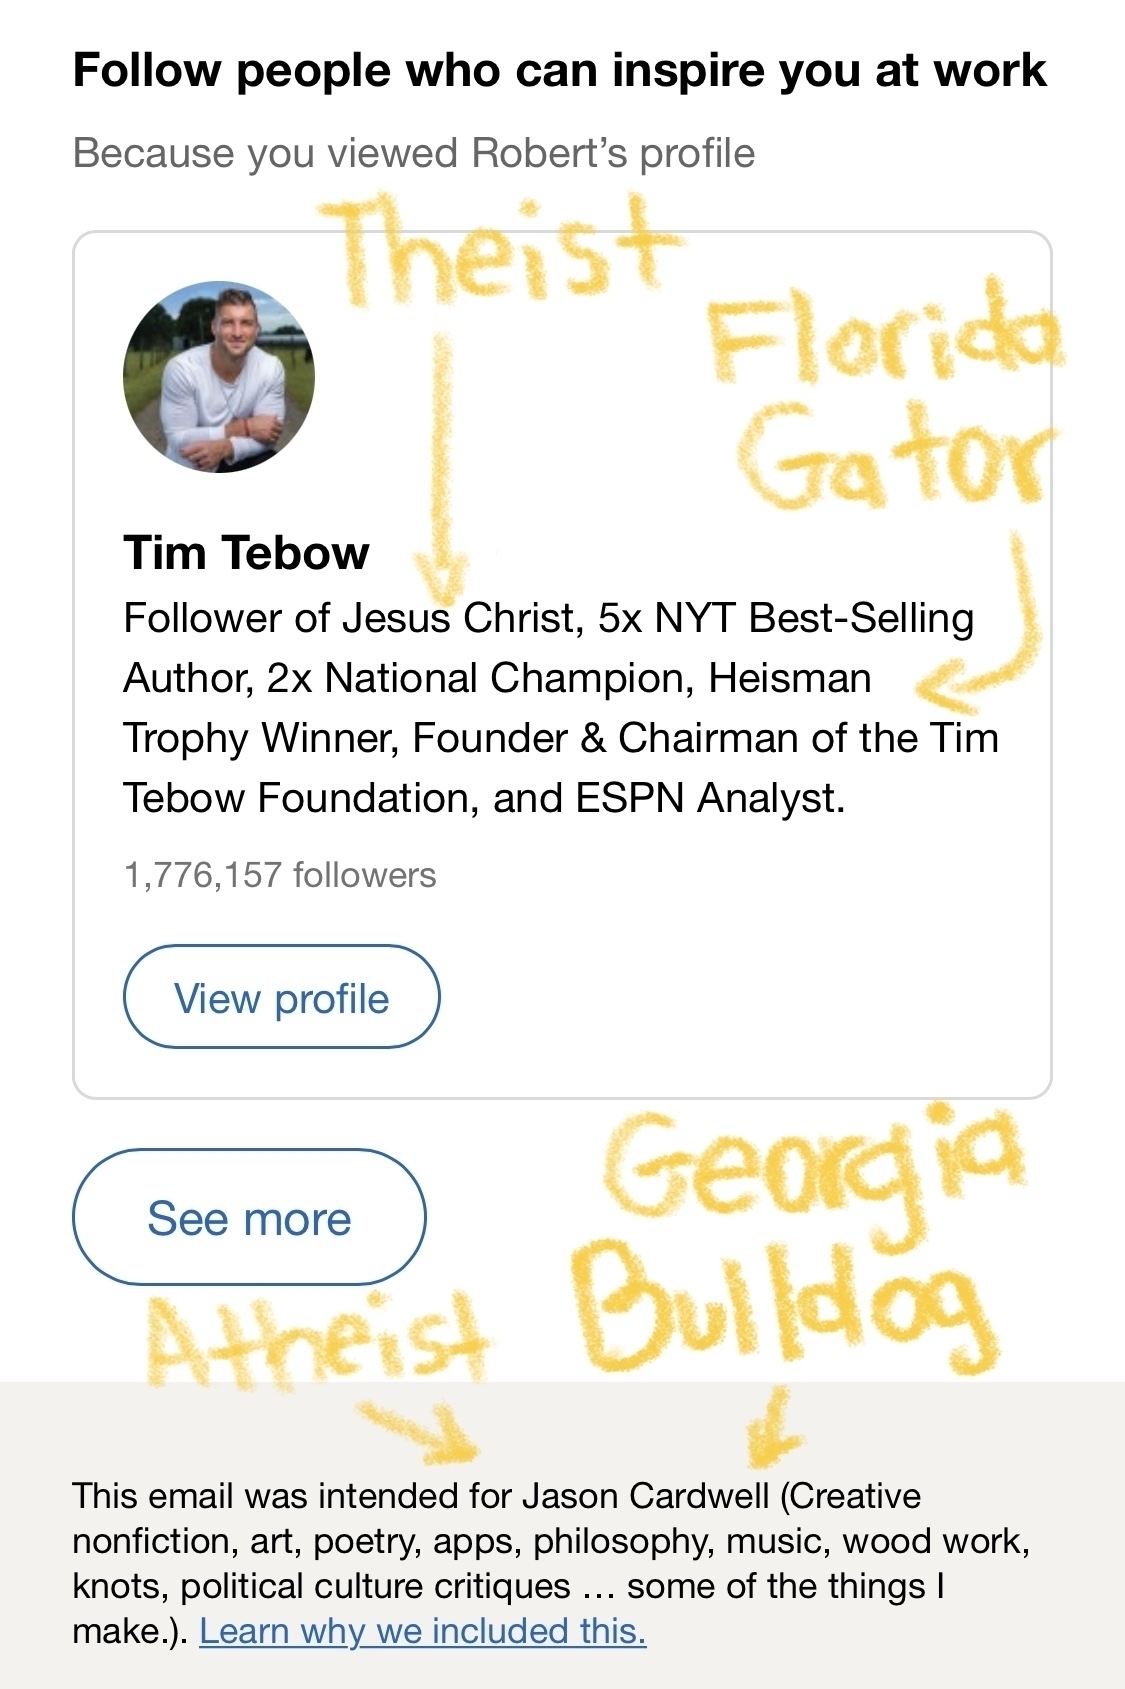 Follow people who can inspire you at work
Because you viewed Robert’s profile
Theist
Florida
Gator
Tim Tebow
Follower of Jesus Christ, 5x NYT Best-Selling
Author, 2x National Champion, Heisman
Trophy Winner, Founder & Chairman of the Tim
Tebow Foundation, and ESPN Analyst.
1,776,157 followers
View profile
Georgia
Bulldog
See more
Atheist
This email was intended for Jason Cardwell (Creative
nonfiction, art, poetry, apps, philosophy, music, wood work,
knots, political culture critiques ... some of the things I
make.). Learn why we included this.